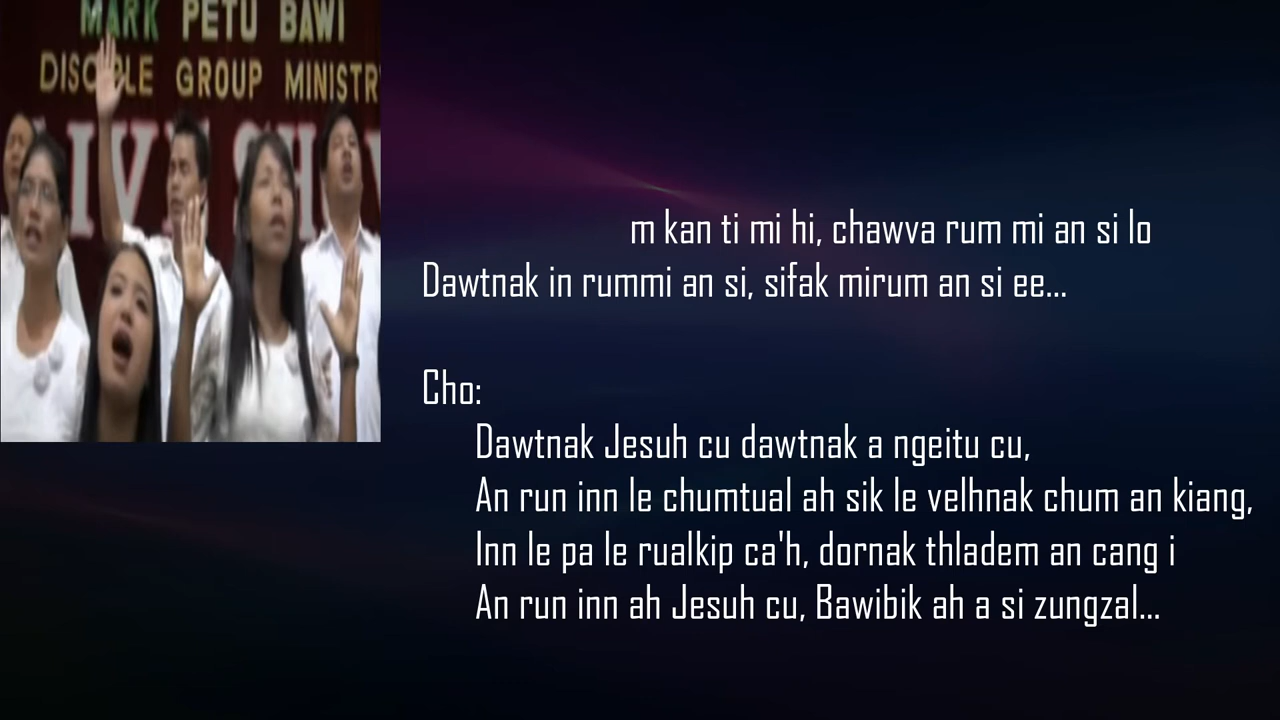 MARK PETU BAWI
DISCIPLE GROUP MINISTR
LIVE SHOW
m kan ti mi hi, chawva rum mi an si lo
Dawtnak in rummi an si, sifak mirum an si ee...
Cho:
Dawtnak Jesuh cu dawtnak a ngeitu cu,
An run inn le chumtual ah sik le velhnak chum an kiang,
Inn le pa le rualkip ca'h, dornak thladem an cang i
An run inn ah Jesuh cu, Bawibik ah a si zungzal...